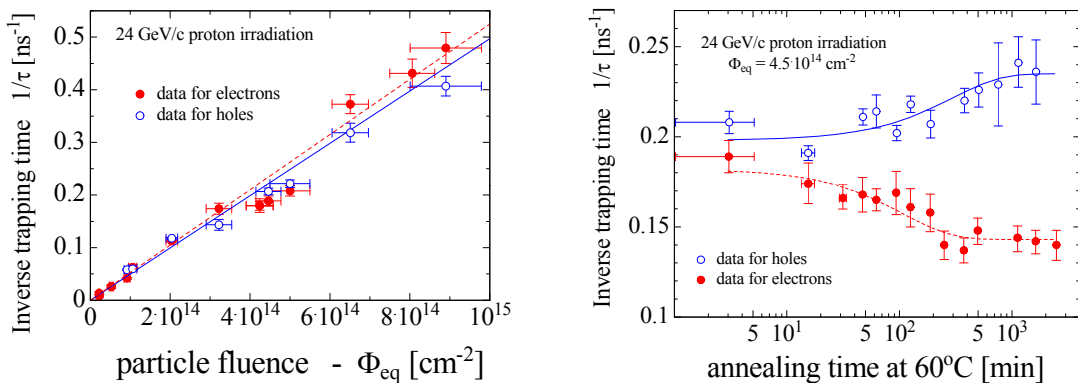 Inverse trapping time 1/τ [ns⁻¹]
0.5
0.4
0.3
0.2
0.1
0
24 GeV/c proton irradiation
data for electrons
data for holes
0 2·10¹⁴ 4·10¹⁴ 6·10¹⁴ 8·10¹⁴ 10¹⁵
particle fluence - Φeq [cm⁻²]
Inverse trapping time 1/τ [ns⁻¹]
0.25
0.2
0.15
0.1
24 GeV/c proton irradiation
Φeq = 4.5·10¹⁴ cm⁻²
data for holes
data for electrons
5 10¹ 5 10² 5 10³
annealing time at 60°C [min]